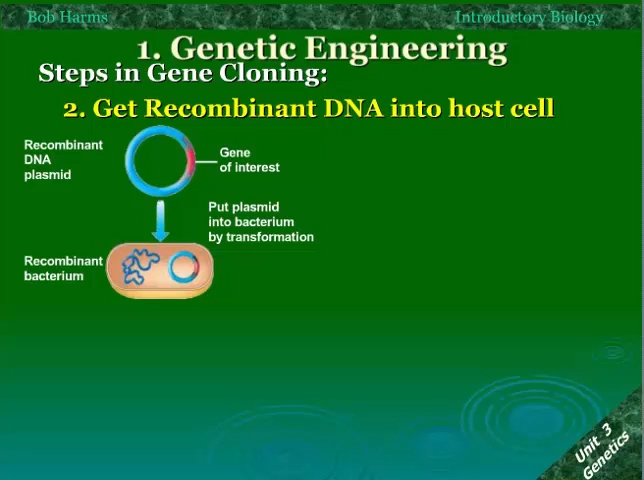 Bob Harms
Introductory Biology
1. Genetic Engineering
Steps in Gene Cloning:
2. Get Recombinant DNA into host cell
Recombinant
DNA
plasmid
Gene
of interest
Put plasmid
into bacterium
by transformation
Recombinant
bacterium
Unit 3
Genetics